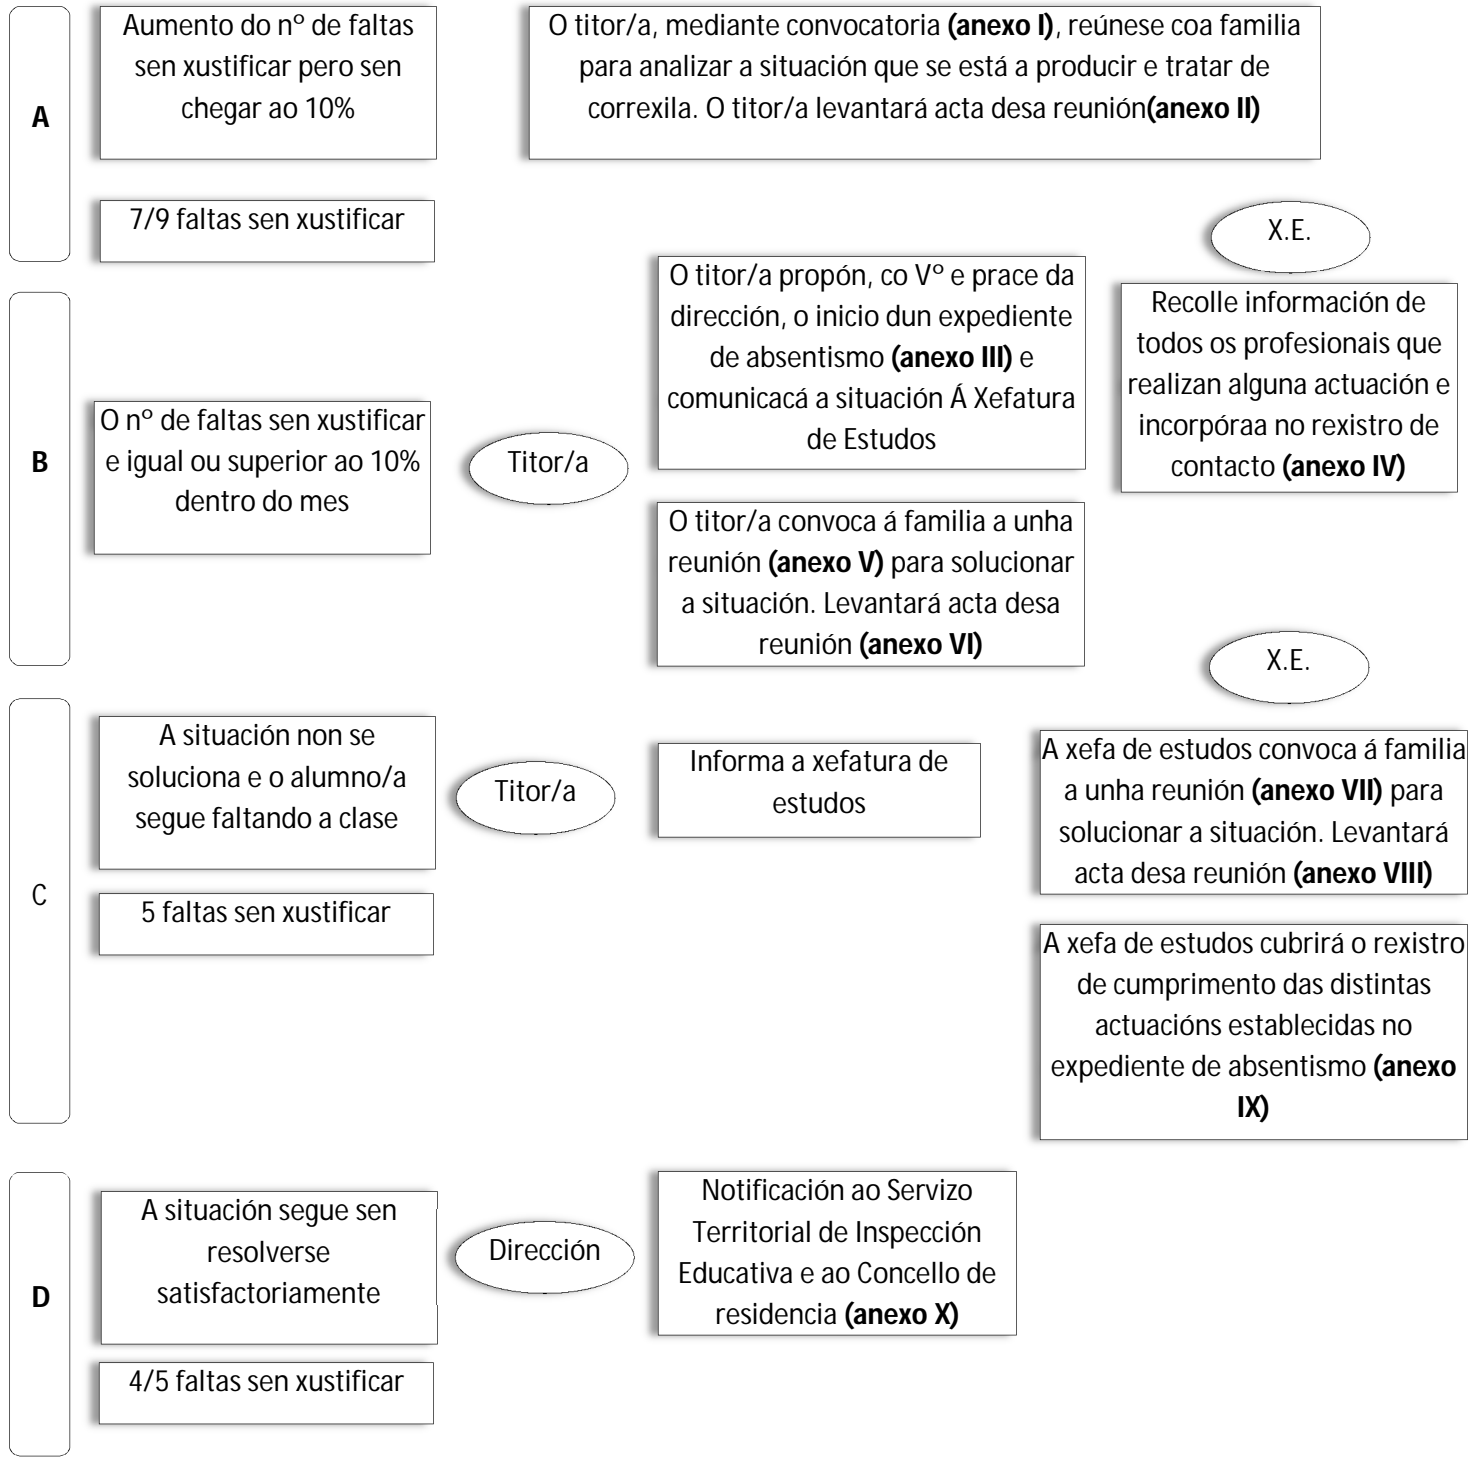 A
Aumento do nº de faltas
sen xustificar pero sen
chegar ao 10%
O titor/a, mediante convocatoria (anexo I), reúnese coa familia
para analizar a situación que se está a producir e tratar de
correxila. O titor/a levantará acta desa reunión(anexo II)
7/9 faltas sen xustificar
B
O nº de faltas sen xustificar
e igual ou superior ao 10%
dentro do mes
Titor/a
O titor/a propón, co Vº e prace da
dirección, o inicio dun expediente
de absentismo (anexo III) e
comunicacá a situación Á Xefatura
de Estudos
O titor/a convoca á familia a unha
reunión (anexo V) para solucionar
a situación. Levantará acta desa
reunión (anexo VI)
X.E.
Recolle información de
todos os profesionais que
realizan alguna actuación e
incorpóraa no rexistro de
contacto (anexo IV)
C
A situación non se
soluciona e o alumno/a
segue faltando a clase
5 faltas sen xustificar
Titor/a
Informa a xefatura de
estudos
X.E.
A xefa de estudos convoca á familia
a unha reunión (anexo VII) para
solucionar a situación. Levantará
acta desa reunión (anexo VIII)
A xefa de estudos cubrirá o rexistro
de cumprimento das distintas
actuacións establecidas no
expediente de absentismo (anexo
IX)
D
A situación segue sen
resolverse
satisfactoriamente
4/5 faltas sen xustificar
Dirección
Notificación ao Servizo
Territorial de Inspección
Educativa e ao Concello de
residencia (anexo X)